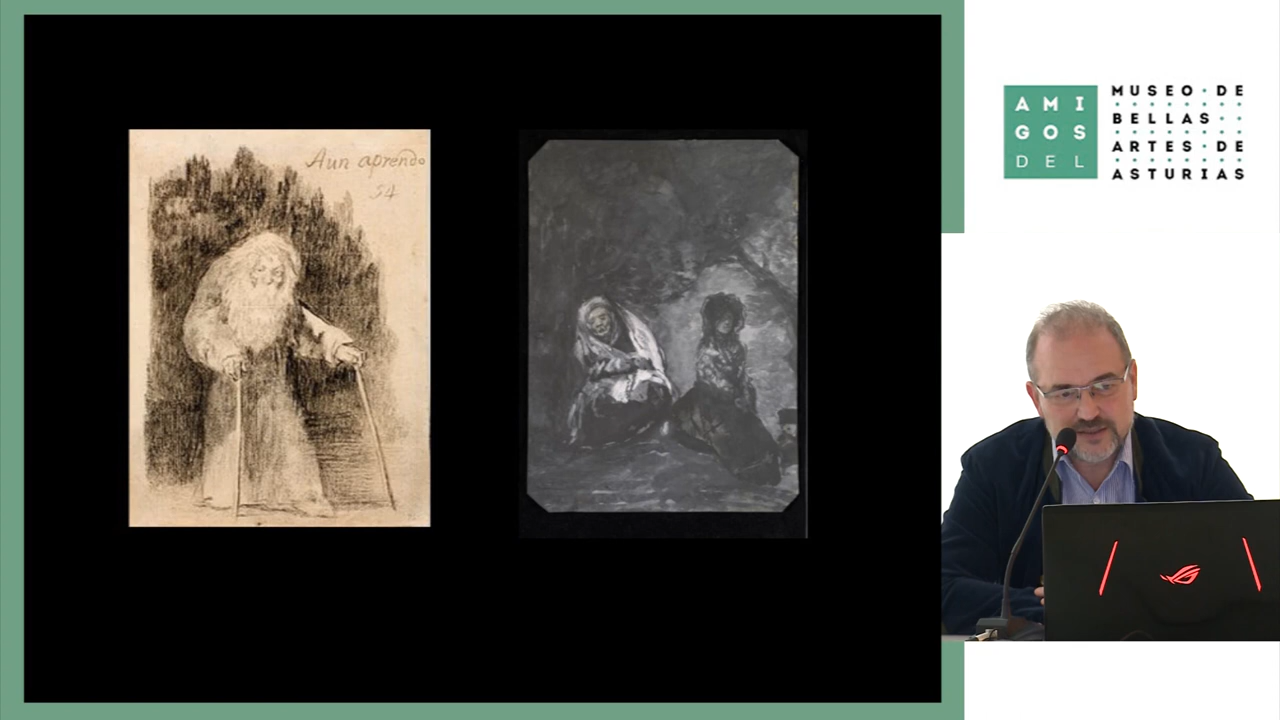 Aun aprendo
54
AMI
GOS
DEL
MUSEO · DE
BELLAS
ARTES · DE
ASTURIAS